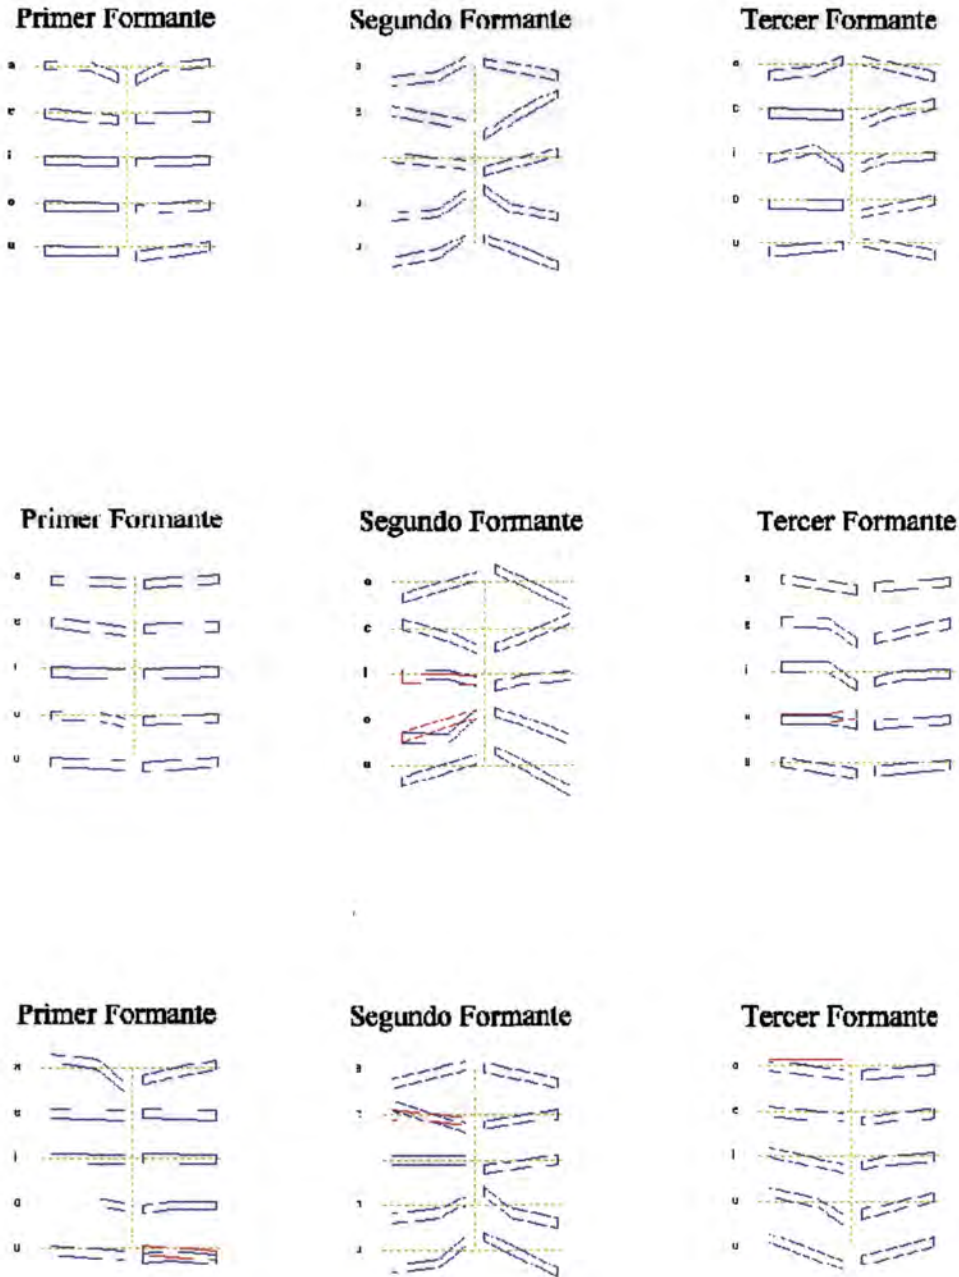 Primer Formante
Segundo Formante
Tercer Formante
a
e
i
o
u
a
i
u
Primer Formante
Segundo Formante
Tercer Formante
a
e
i
u
o
e
i
o
u
a
i
u
Primer Formante
Segundo Formante
Tercer Formante
a
e
i
o
u
a
o
e
i
u
u